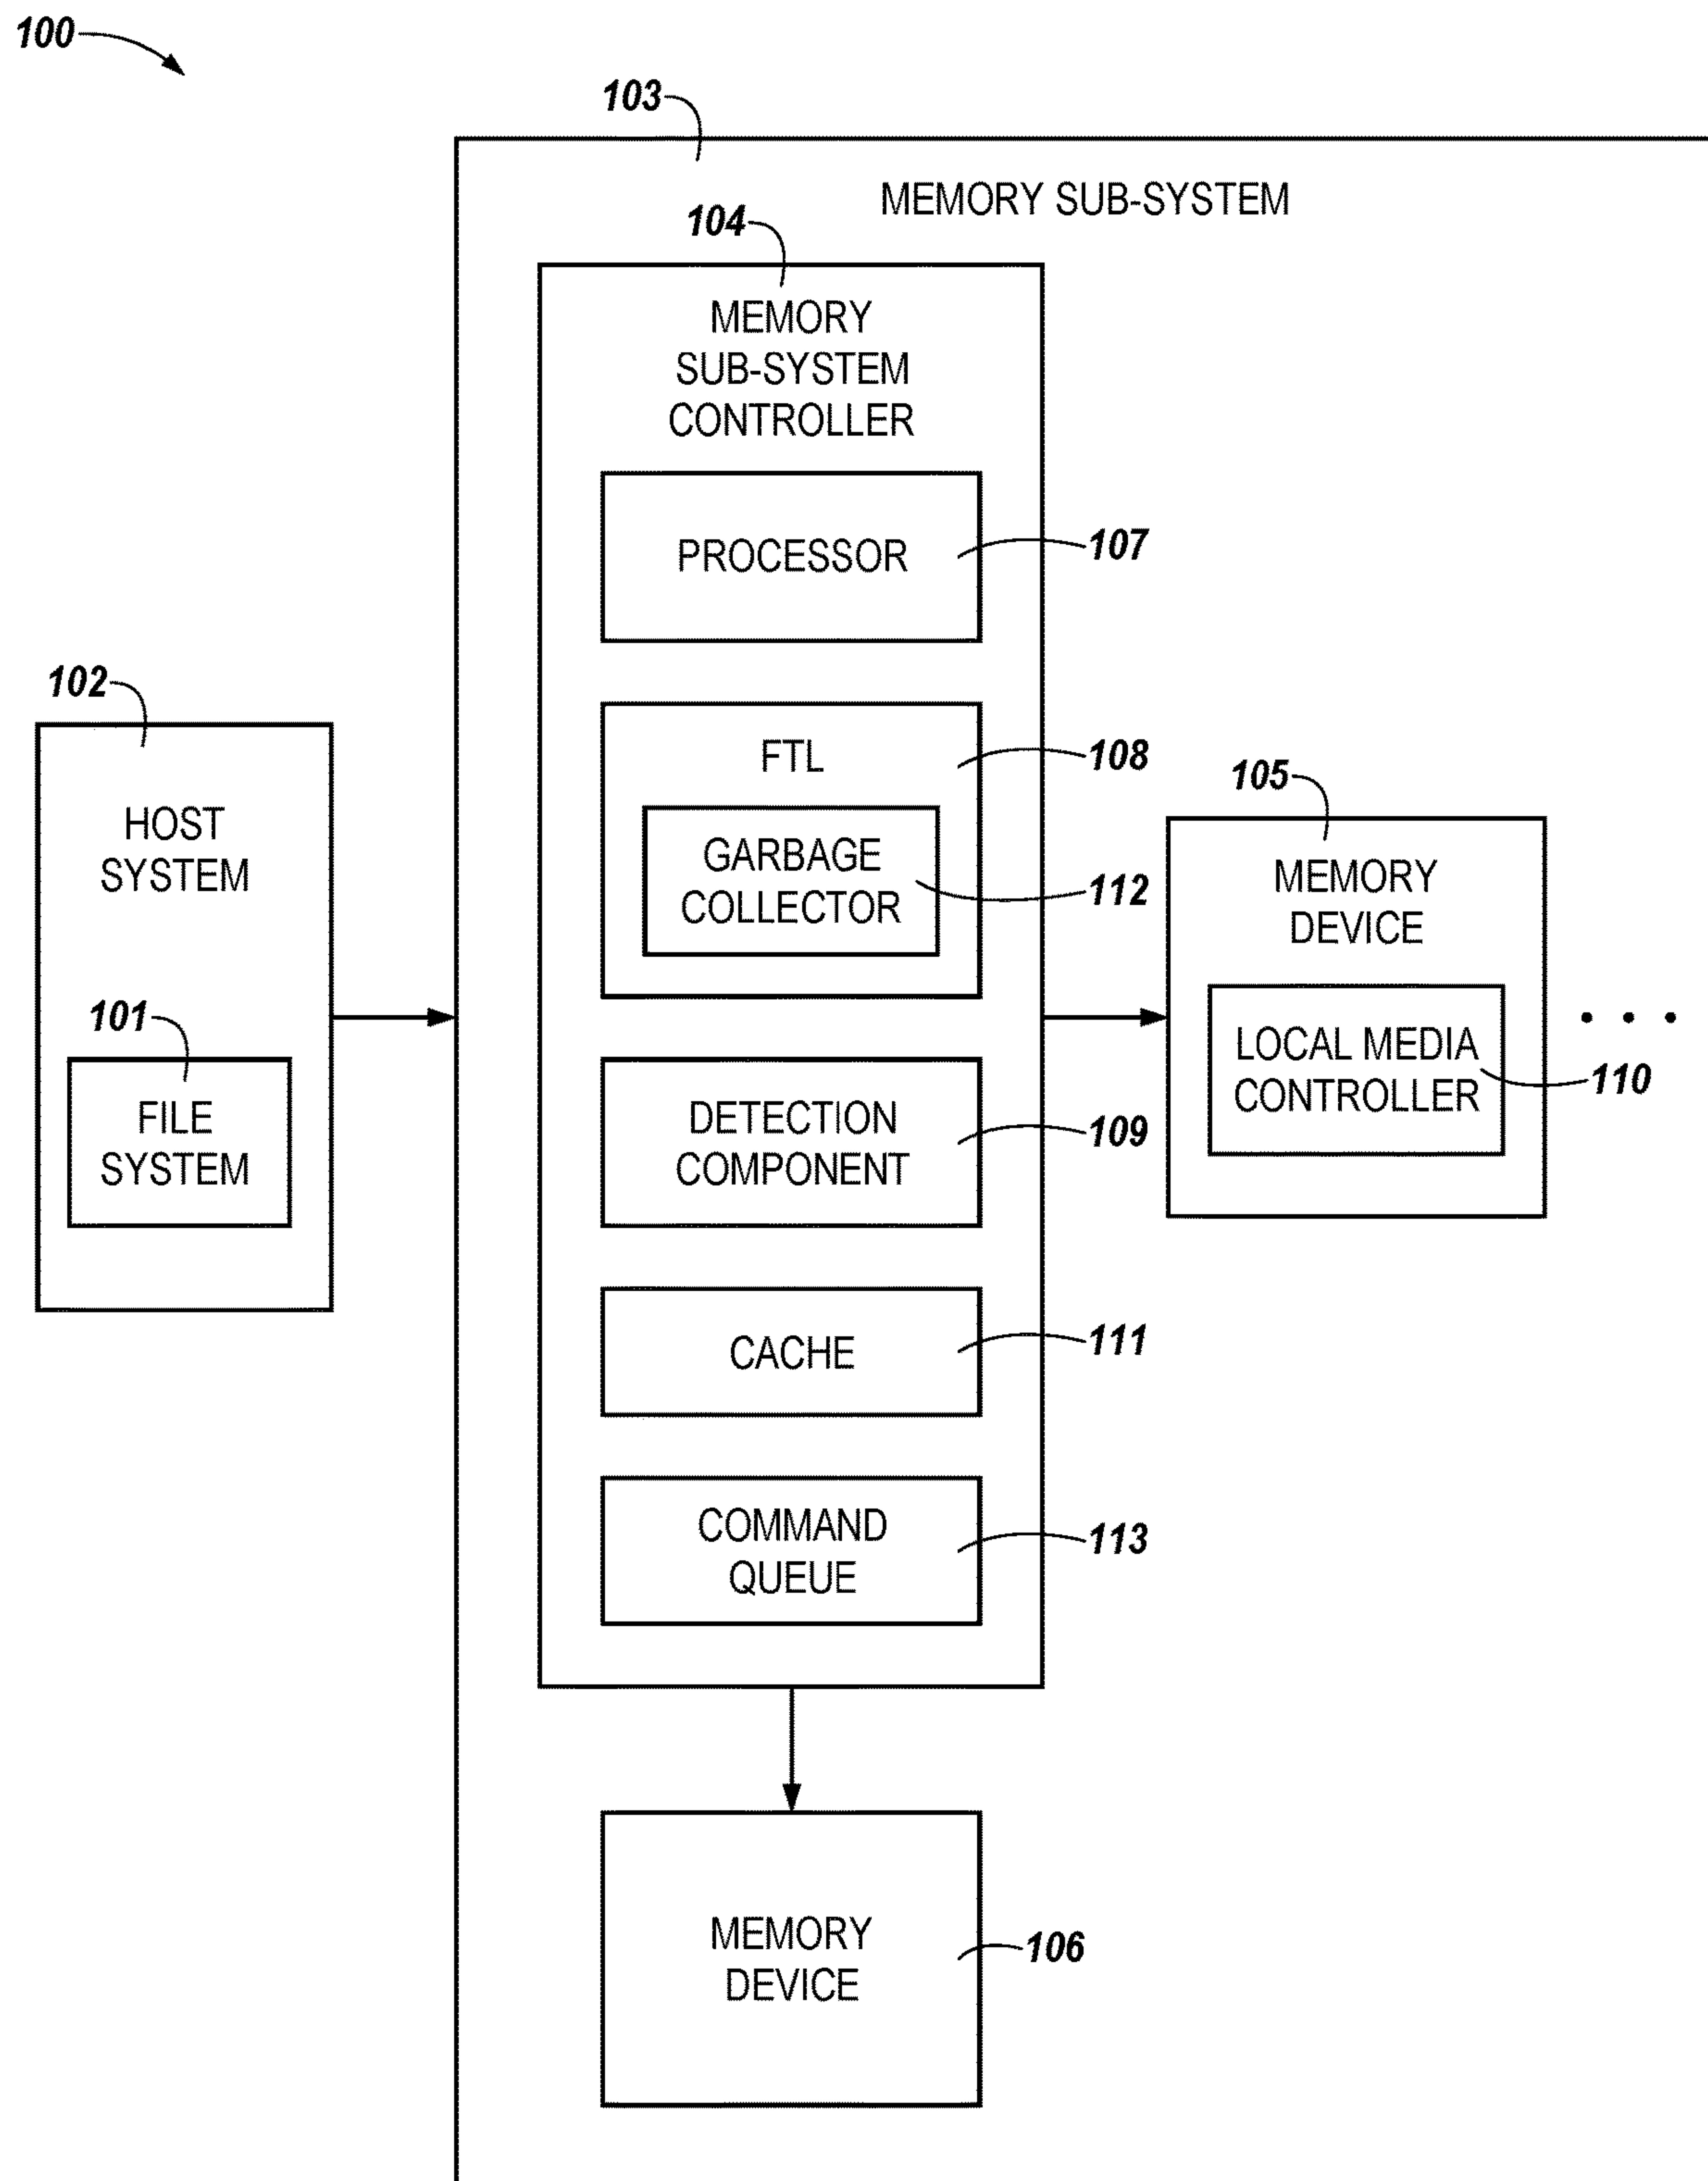 100
103
MEMORY SUB-SYSTEM
104
MEMORY
SUB-SYSTEM
CONTROLLER
PROCESSOR
107
102
HOST
SYSTEM
101
FILE
SYSTEM
FTL
108
GARBAGE
COLLECTOR
112
105
MEMORY
DEVICE
LOCAL MEDIA
CONTROLLER
110
DETECTION
COMPONENT
109
CACHE
111
COMMAND
QUEUE
113
MEMORY
DEVICE
106